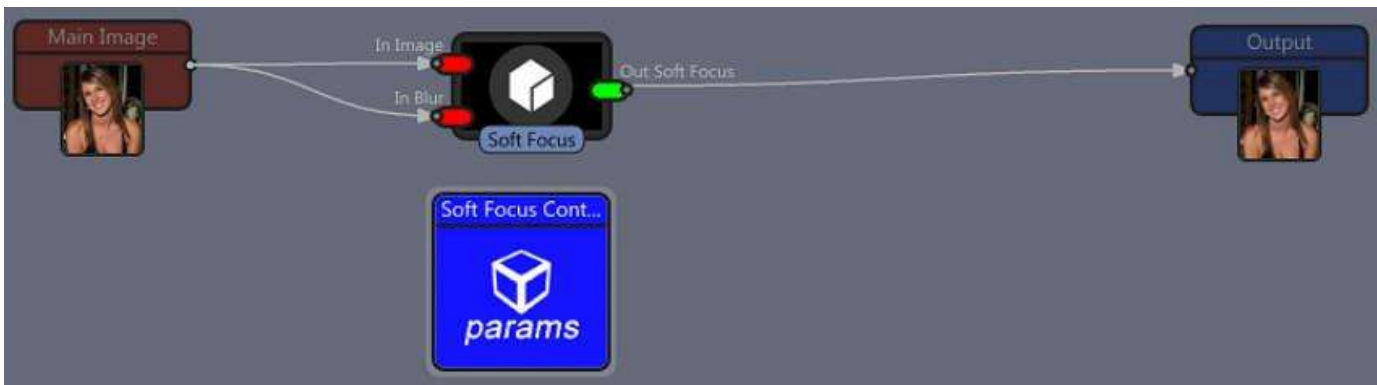 Main Image
In Image
In Blur
Out Soft Focus
Soft Focus
Output
Soft Focus Cont...
params